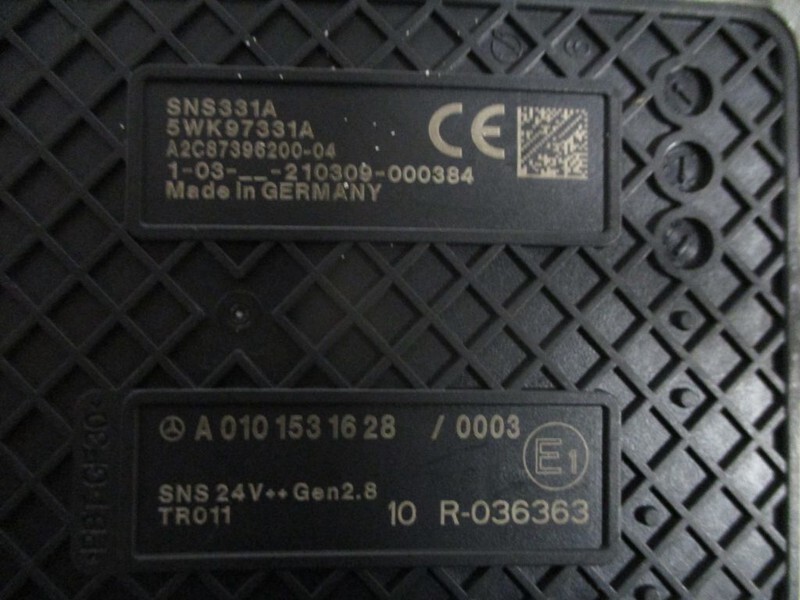 SNS331A
5WK97331A
A2C87396200-04
1-03-__-210309-000384
Made in GERMANY
CE
A 010 153 16 28 / 0003
E1
SNS 24V++ Gen2.8
TR011 10 R-036363